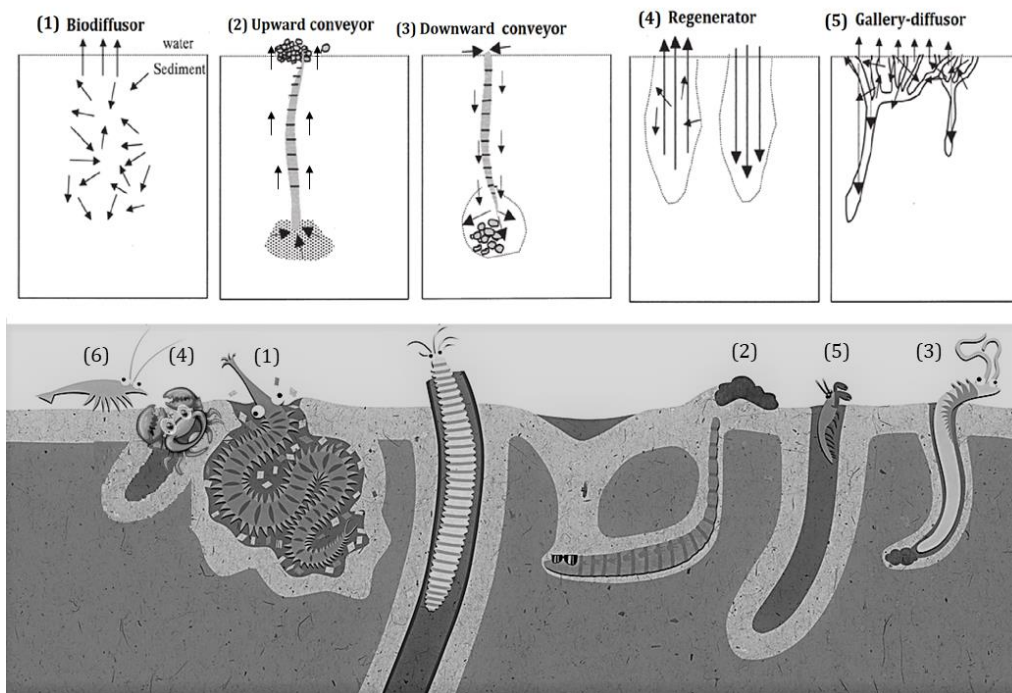 (1) Biodiffusor
(2) Upward conveyor
(3) Downward conveyor
(4) Regenerator
(5) Gallery-diffusor
water
Sediment
(6)
(4)
(1)
(2)
(5)
(3)